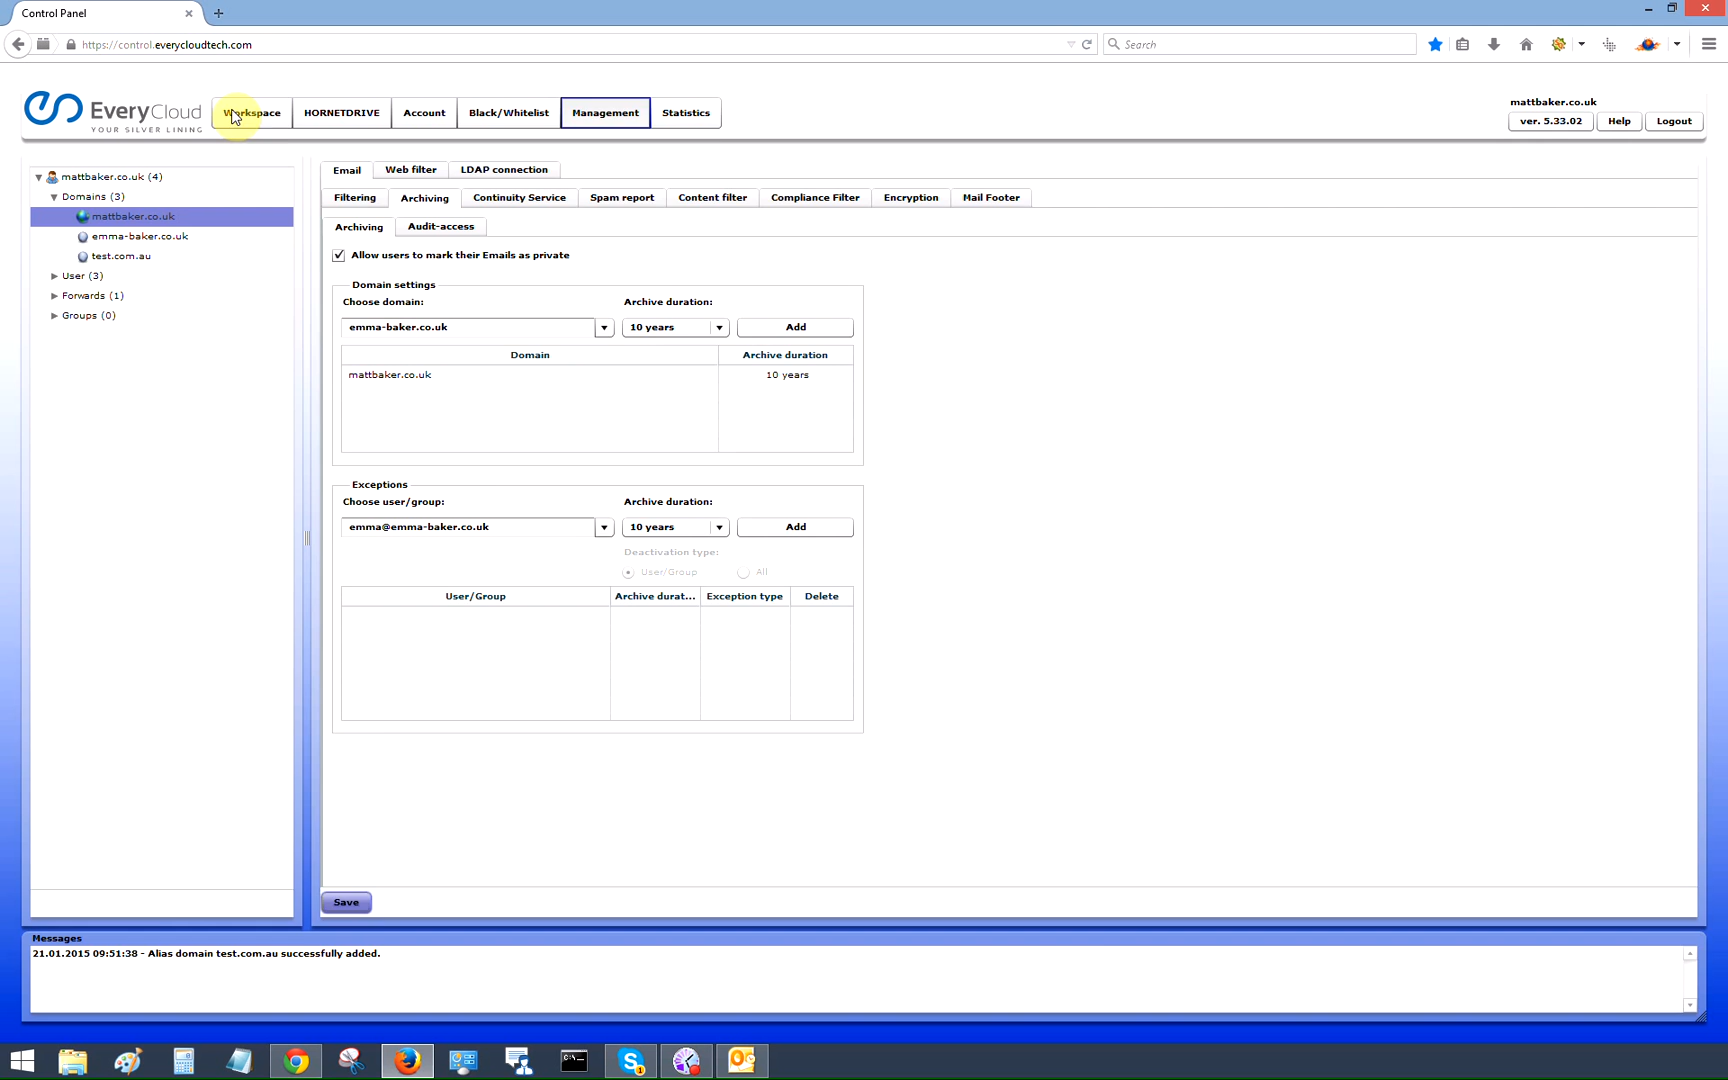 Control Panel
https://control.everycloudtech.com
Search
EveryCloud
YOUR SILVER LINING
Workspace
HORNETDRIVE
Account
Black/Whitelist
Management
Statistics
mattbaker.co.uk
ver. 5.33.02
Help
Logout
mattbaker.co.uk (4)
Domains (3)
mattbaker.co.uk
emma-baker.co.uk
test.com.au
User (3)
Forwards (1)
Groups (0)
Email
Web filter
LDAP connection
Filtering
Archiving
Continuity Service
Spam report
Content filter
Compliance Filter
Encryption
Mail Footer
Archiving
Audit-access
Allow users to mark their Emails as private
Domain settings
Choose domain:
Archive duration:
emma-baker.co.uk
10 years
Add
Domain
Archive duration
mattbaker.co.uk
10 years
Exceptions
Choose user/group:
Archive duration:
emma@emma-baker.co.uk
10 years
Add
Deactivation type:
User/Group
All
User/Group
Archive durat...
Exception type
Delete
Save
Messages
21.01.2015 09:51:38 - Alias domain test.com.au successfully added.